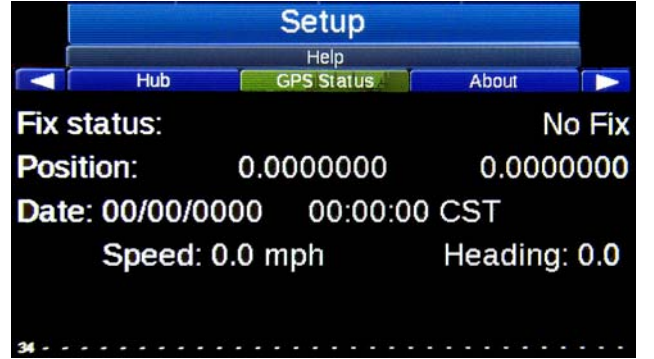 Setup
Help
Hub GPS Status About
Fix status: No Fix
Position: 0.0000000 0.0000000
Date: 00/00/0000 00:00:00 CST
Speed: 0.0 mph Heading: 0.0
34